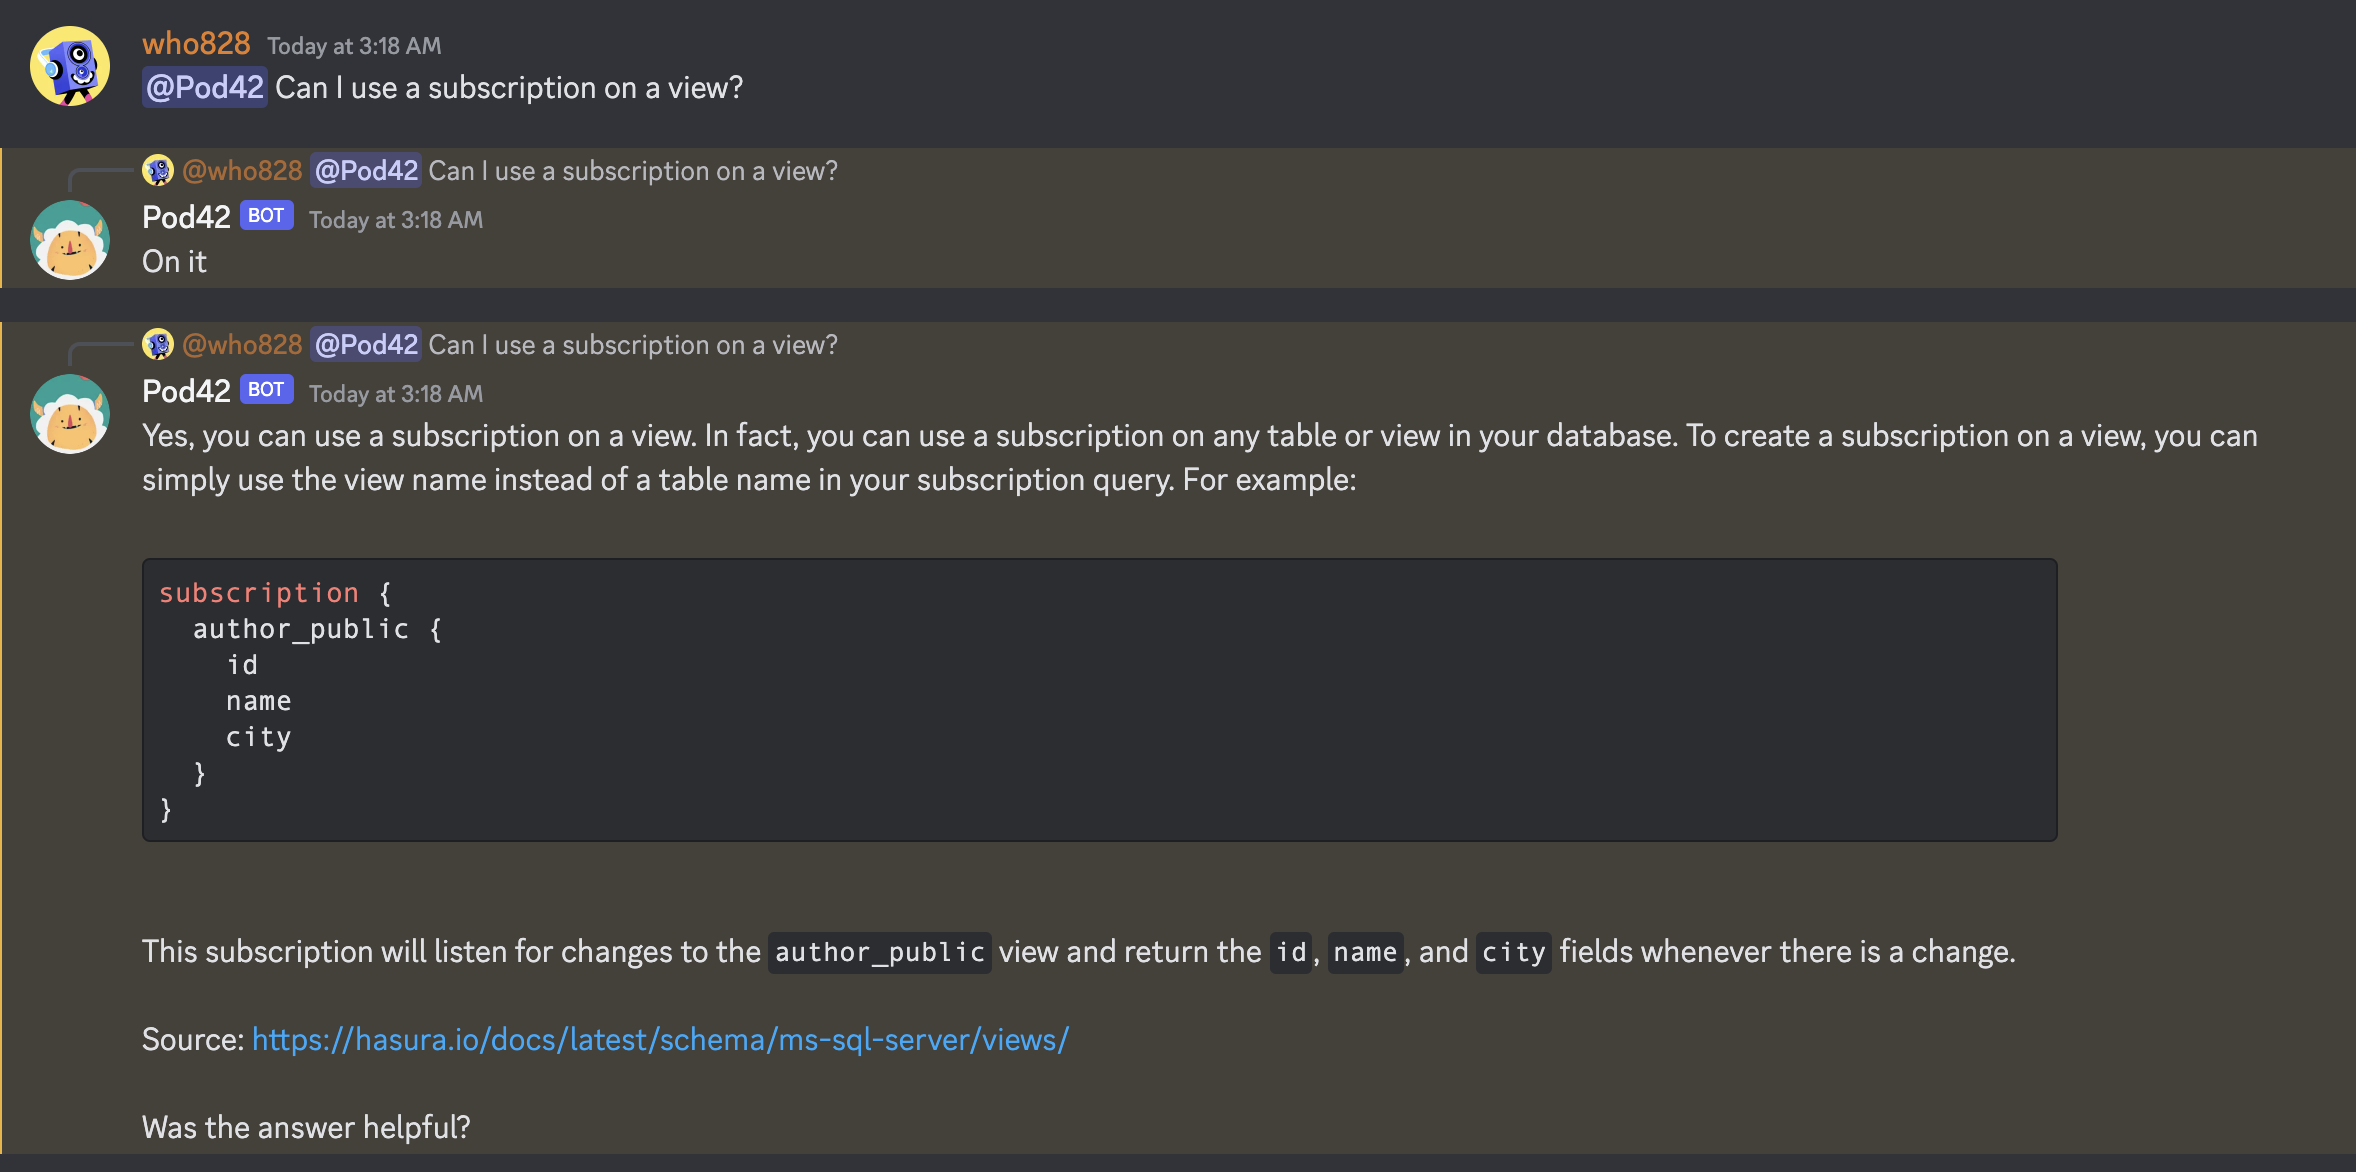 who828 Today at 3:18 AM
@Pod42 Can I use a subscription on a view?
@who828 @Pod42 Can I use a subscription on a view?
Pod42 BOT Today at 3:18 AM
On it
@who828 @Pod42 Can I use a subscription on a view?
Pod42 BOT Today at 3:18 AM
Yes, you can use a subscription on a view. In fact, you can use a subscription on any table or view in your database. To create a subscription on a view, you can
simply use the view name instead of a table name in your subscription query. For example:
subscription {
  author_public {
    id
    name
    city
  }
}
This subscription will listen for changes to the author_public view and return the id, name, and city fields whenever there is a change.
Source: https://hasura.io/docs/latest/schema/ms-sql-server/views/
Was the answer helpful?